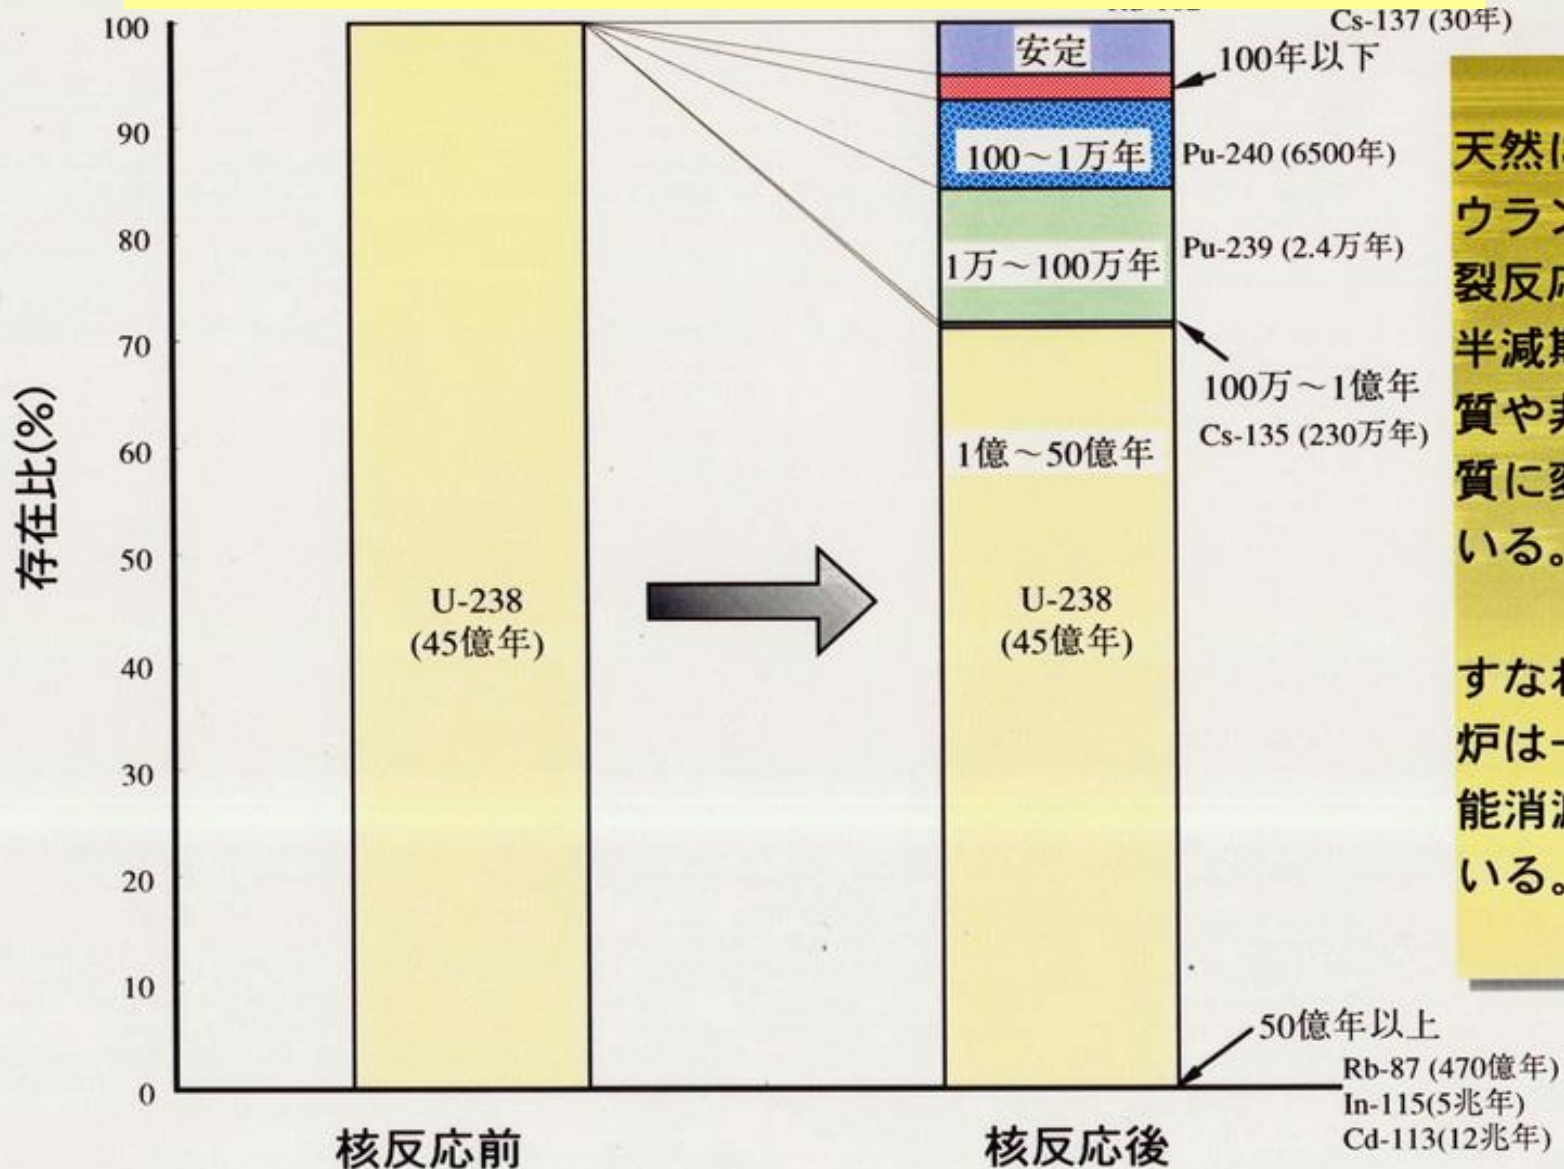 100
90
80
70
60
50
40
30
20
10
0
存在比(%)
U-238
(45億年)
核反応前
安定
100～1万年
1万～100万年
1億～50億年
U-238
(45億年)
核反応後
Cs-137 (30年)
100年以下
Pu-240 (6500年)
Pu-239 (2.4万年)
100万～1億年
Cs-135 (230万年)
50億年以上
Rb-87 (470億年)
In-115(5兆年)
Cd-113(12兆年)
天然
ウラン
裂反
半減
質や
質に
いる。
すな
炉は
能消
いる。